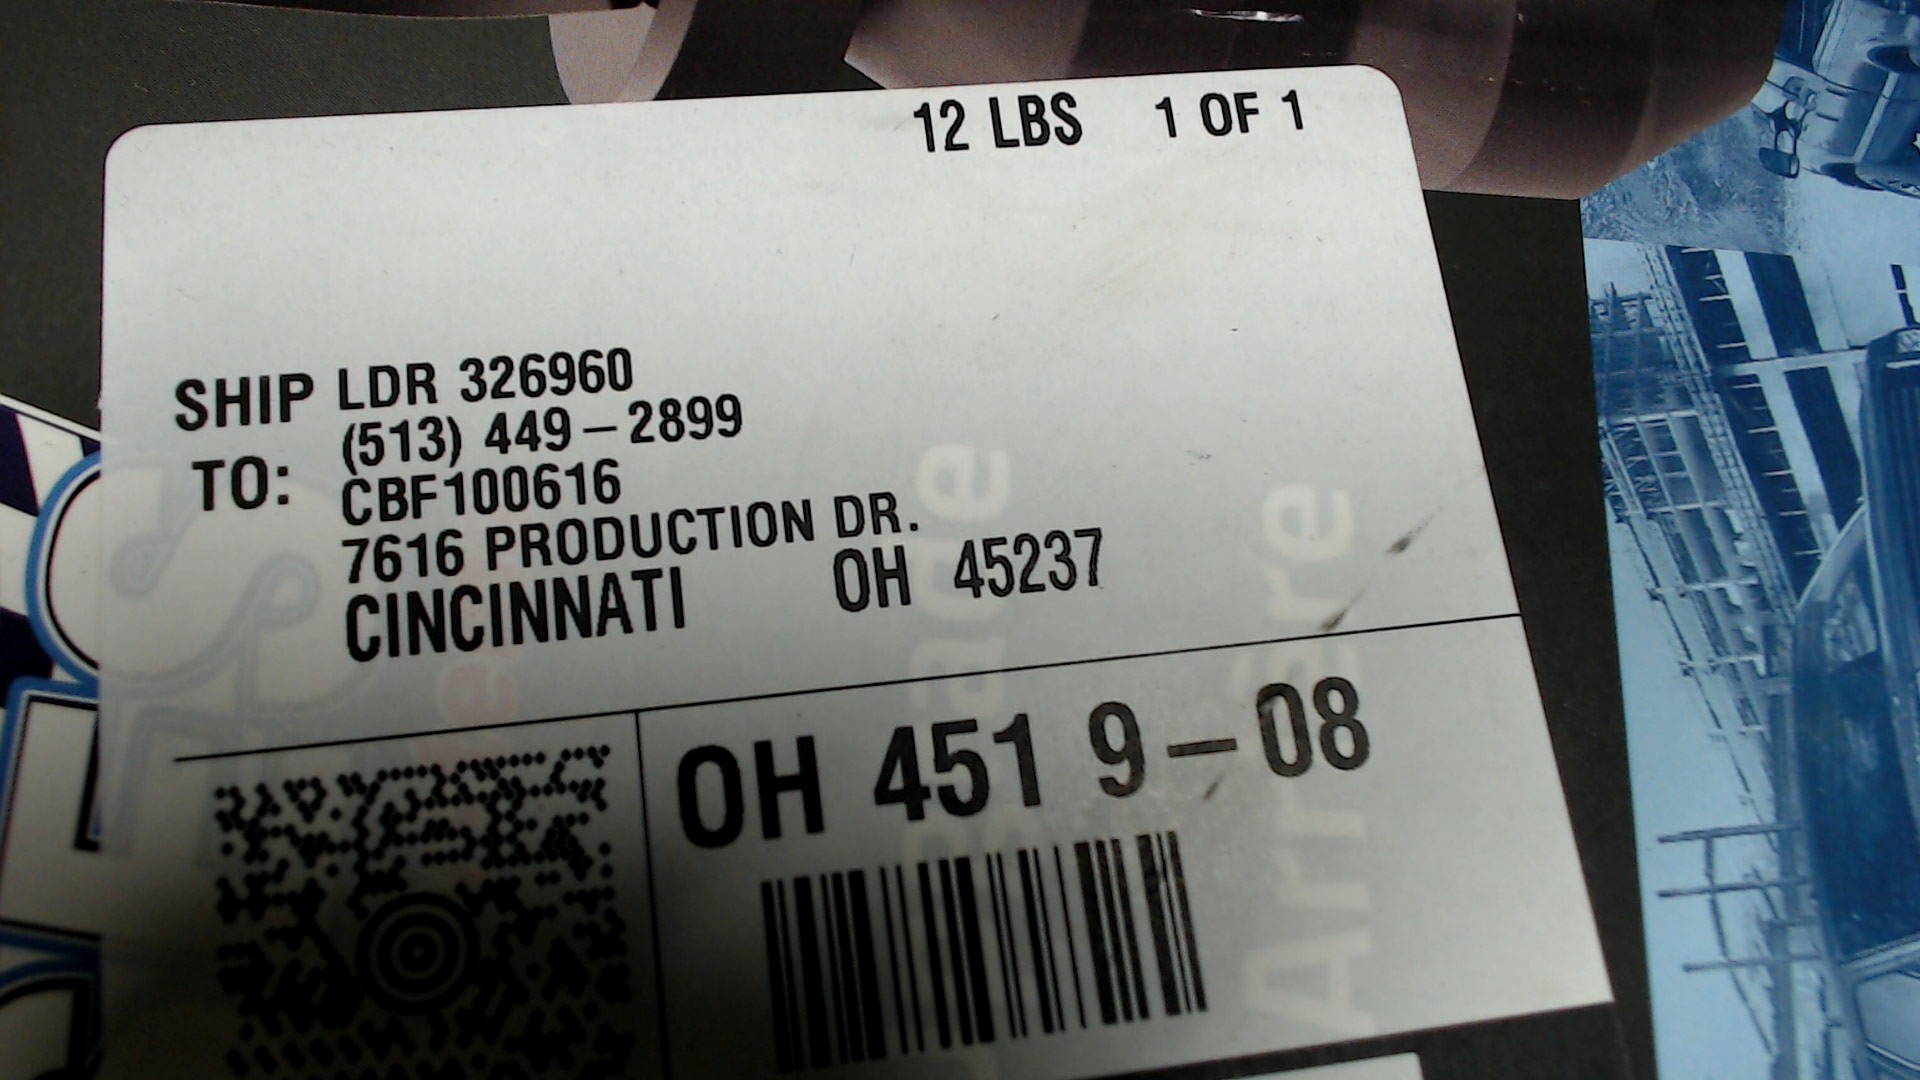 12 LBS 1 OF 1
SHIP TO:
LDR 326960
(513) 449-2899
CBF100616
7616 PRODUCTION DR.
CINCINNATI OH 45237
OH 451 9-08